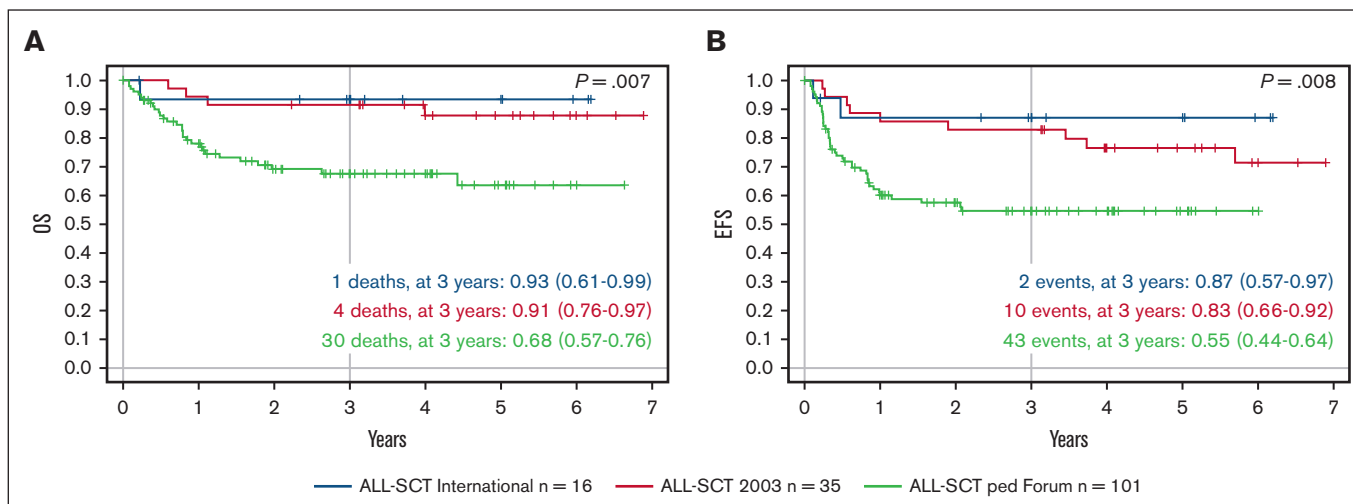 A
P = .007
1.0
0.9
0.8
0.7
0.6
0.5
0.4
0.3
0.2
0.1
0.0
OS
1 deaths, at 3 years: 0.93 (0.61-0.99)
4 deaths, at 3 years: 0.91 (0.76-0.97)
30 deaths, at 3 years: 0.68 (0.57-0.76)
0 1 2 3 4 5 6 7
Years
B
P = .008
1.0
0.9
0.8
0.7
0.6
0.5
0.4
0.3
0.2
0.1
0.0
EFS
2 events, at 3 years: 0.87 (0.57-0.97)
10 events, at 3 years: 0.83 (0.66-0.92)
43 events, at 3 years: 0.55 (0.44-0.64)
0 1 2 3 4 5 6 7
Years
ALL-SCT International n = 16 ALL-SCT 2003 n = 35 ALL-SCT ped Forum n = 101